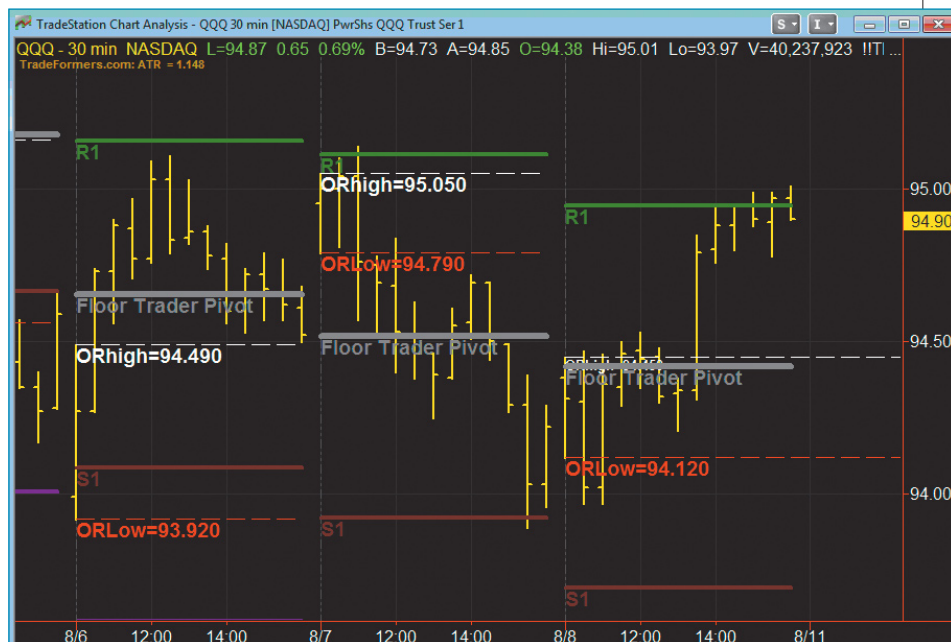 TradeStation Chart Analysis - QQQ 30 min [NASDAQ] PwrShs QQQ Trust Ser 1
S
I
QQQ - 30 min NASDAQ L=94.87 0.65 0.69% B=94.73 A=94.85 O=94.38 Hi=95.01 Lo=93.97 V=40,237,923 !!TI ...
TradeFormers.com: ATR = 1.148
R1
R1
ORhigh=95.050
95.00
R1
94.90
ORLow=94.790
Floor Trader Pivot
ORhigh=94.490
Floor Trader Pivot
94.50
Floor Trader Pivot
S1
ORLow=94.120
94.00
ORLow=93.920
S1
S1
8/6 12:00 14:00 8/7 12:00 14:00 8/8 12:00 14:00 8/11